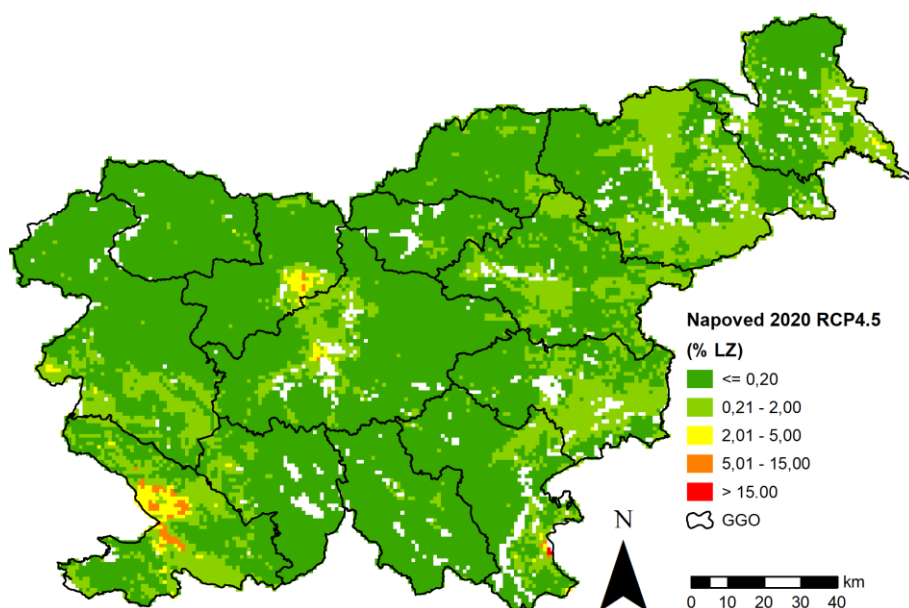 Napoved 2020 RCP4.5
(% LZ)
<= 0,20
0,21 - 2,00
2,01 - 5,00
5,01 - 15,00
> 15.00
GGO
N
km
0 10 20 30 40